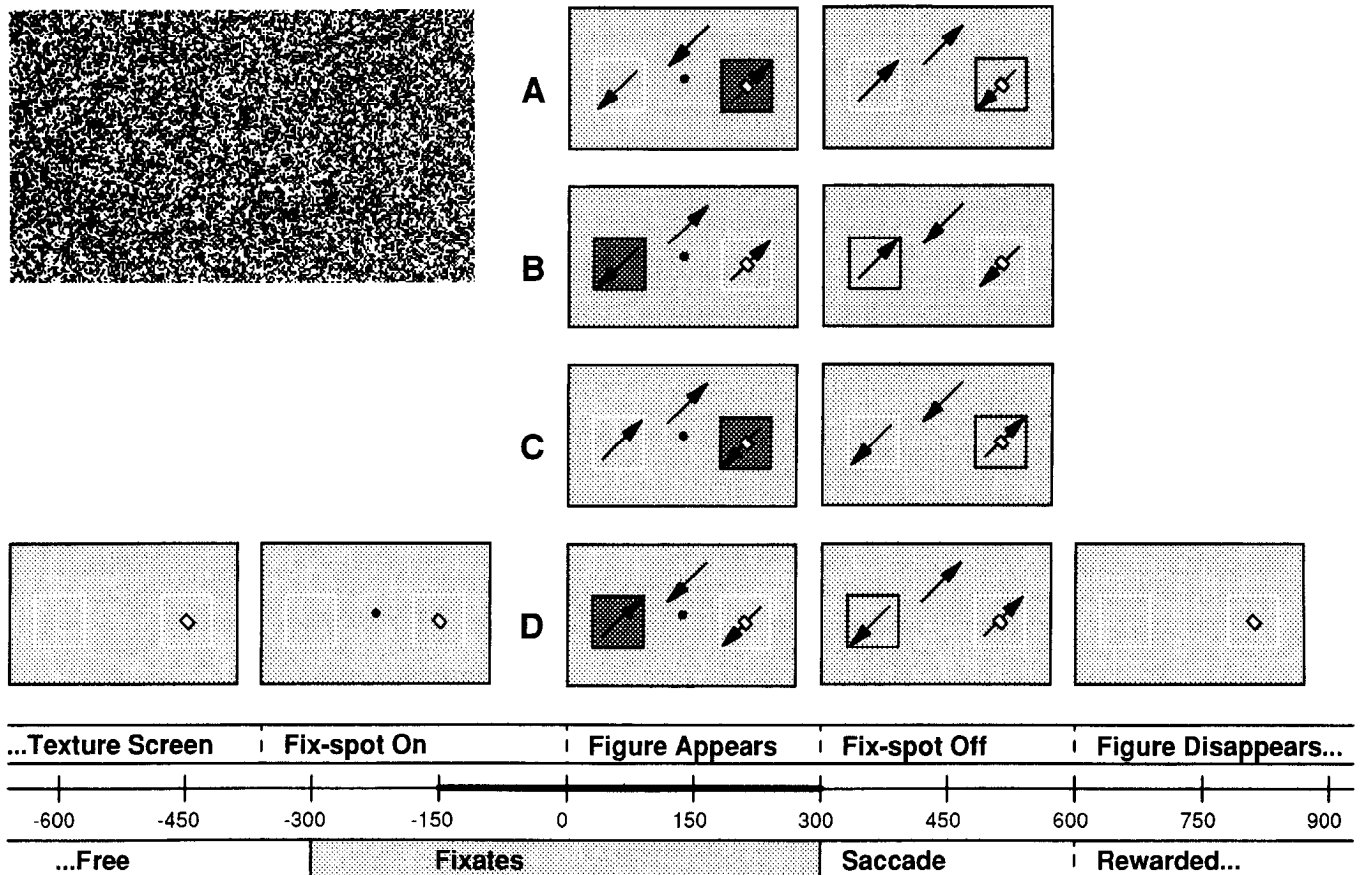 A
B
C
D
...Texture Screen Fix-spot On Figure Appears Fix-spot Off Figure Disappears...
-600 -450 -300 -150 0 150 300 450 600 750 900
...Free Fixates Saccade Rewarded...